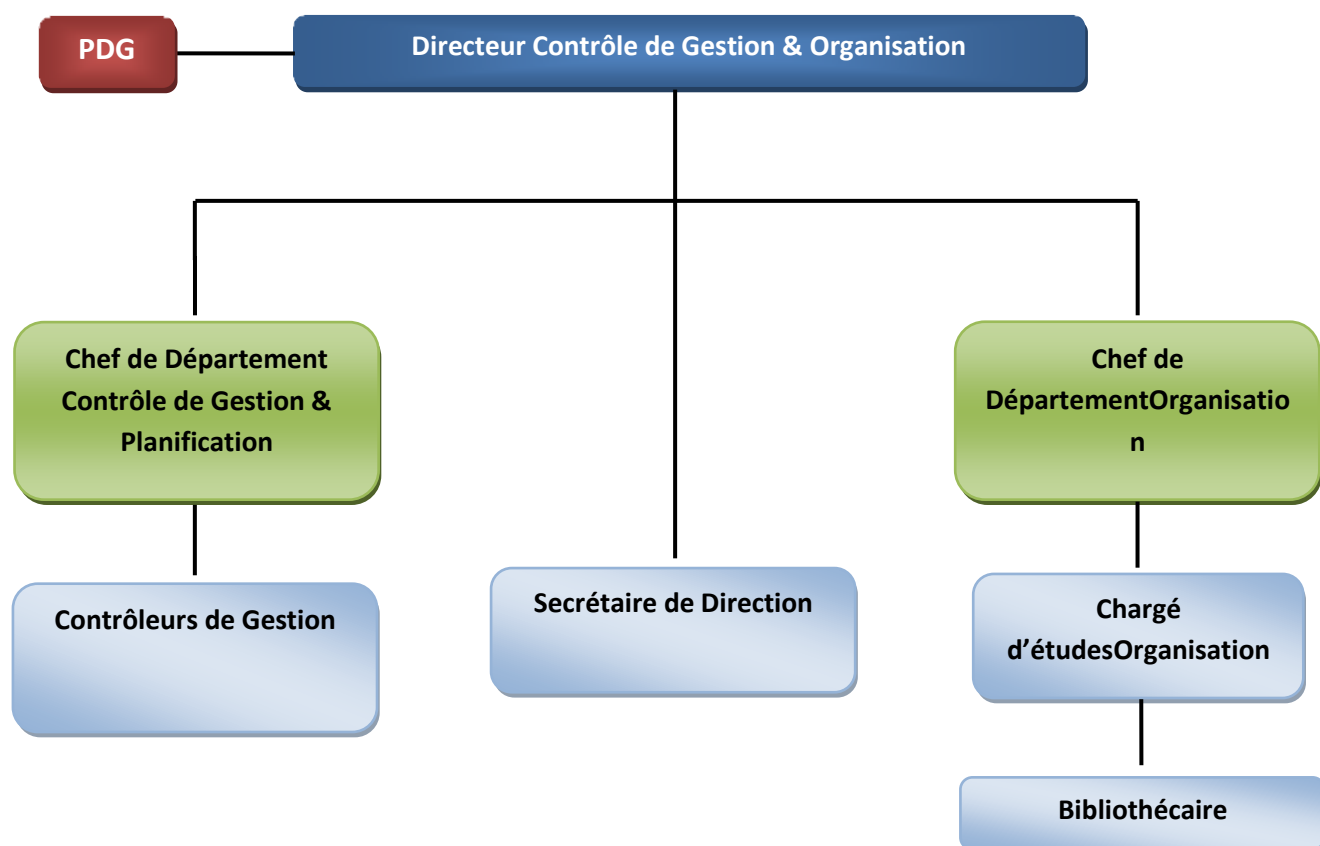 PDG
Directeur Contrôle de Gestion & Organisation
Chef de Département
Contrôle de Gestion &
Planification
Chef de
DépartementOrganisatio
n
Contrôleurs de Gestion
Secrétaire de Direction
Chargé
d’étudesOrganisation
Bibliothécaire